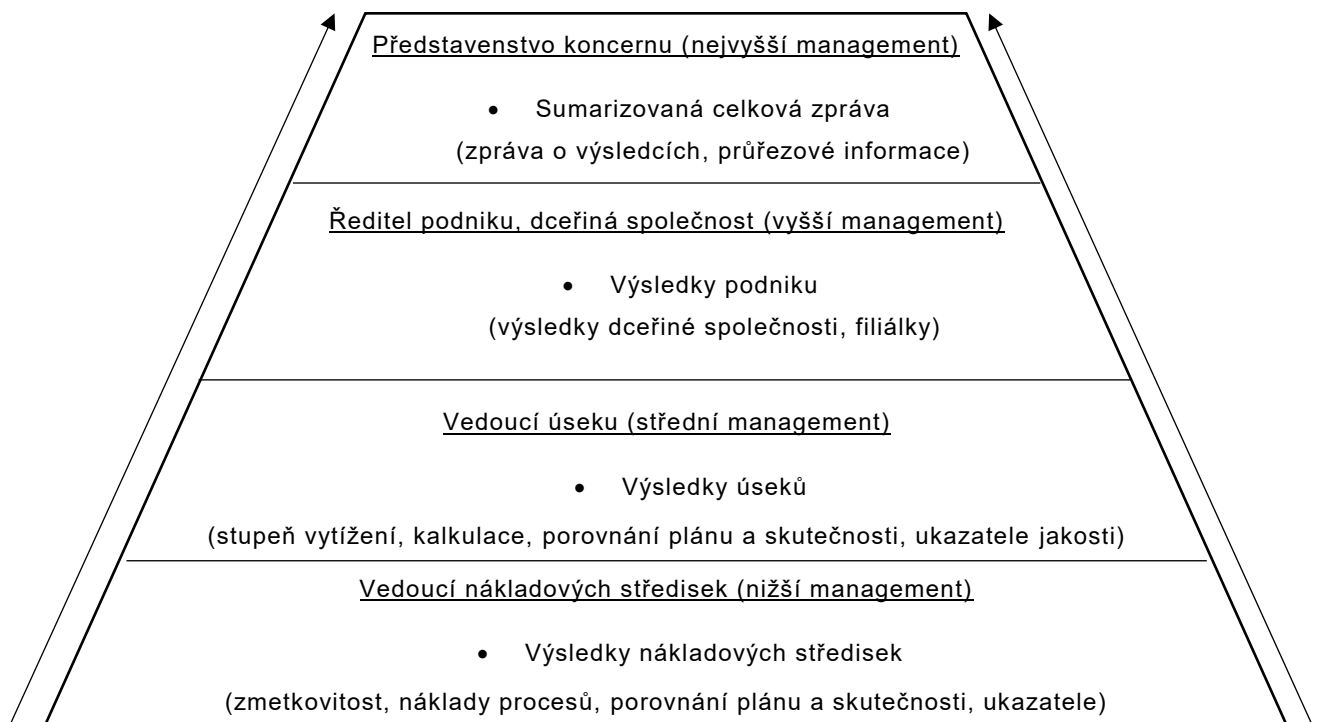 Představenstvo koncernu (nejvyšší management)
• Sumarizovaná celková zpráva
(zpráva o výsledcích, průřezové informace)
Ředitel podniku, dceřiná společnost (vyšší management)
• Výsledky podniku
(výsledky dceřiné společnosti, filiálky)
Vedoucí úseku (střední management)
• Výsledky úseků
(stupeň vytížení, kalkulace, porovnání plánu a skutečnosti, ukazatele jakosti)
Vedoucí nákladových středisek (nižší management)
• Výsledky nákladových středisek
(zmetkovitost, náklady procesů, porovnání plánu a skutečnosti, ukazatele)